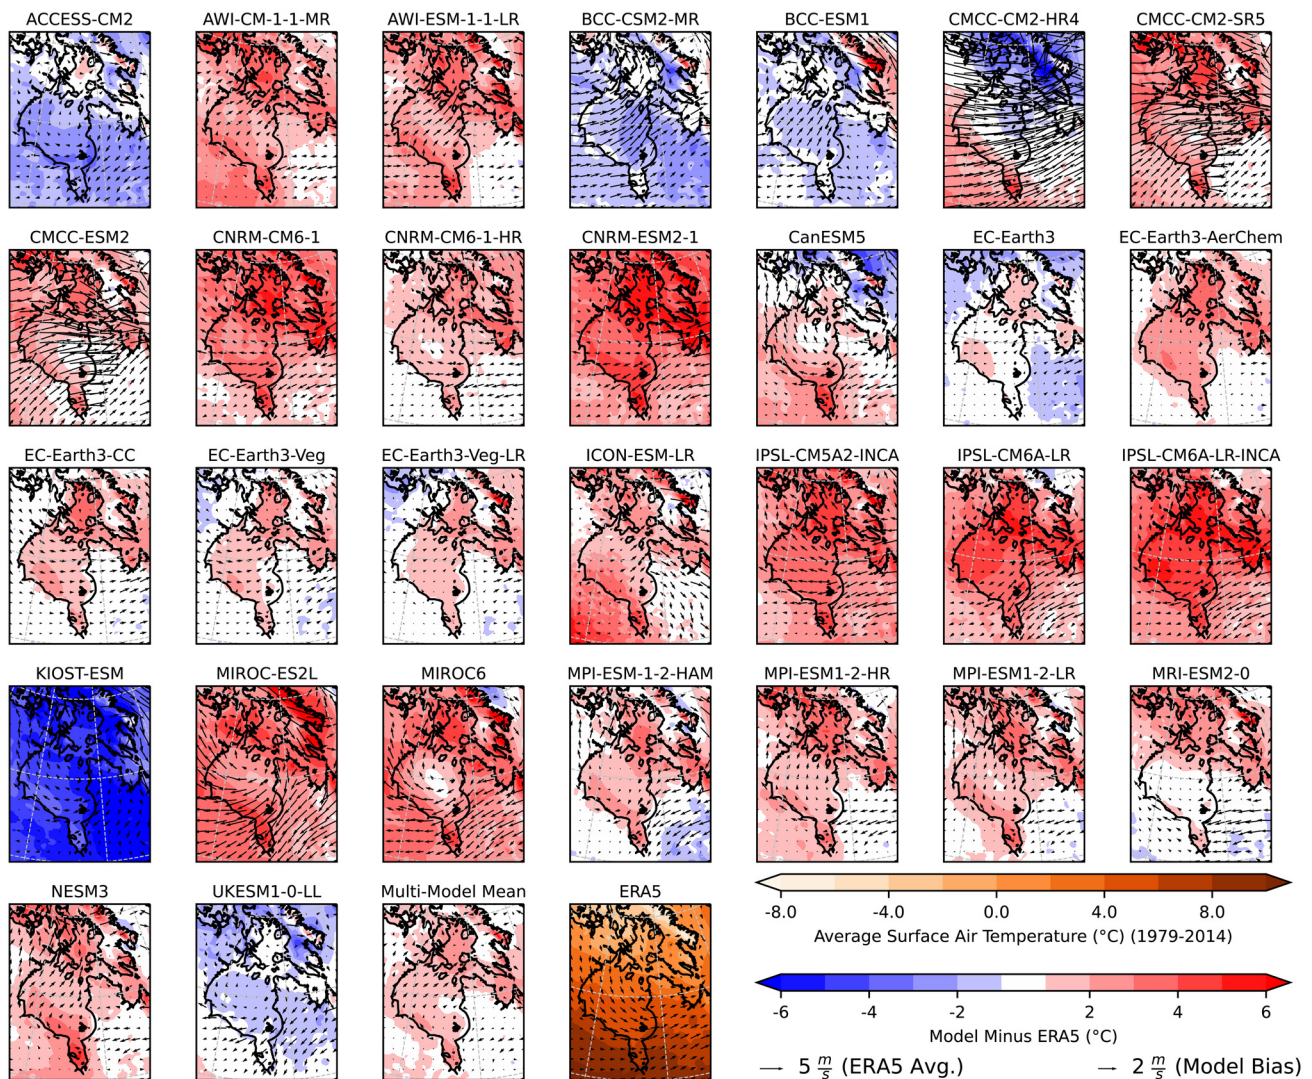 ACCESS-CM2 AWI-CM-1-1-MR AWI-ESM-1-1-LR BCC-CSM2-MR BCC-ESM1 CMCC-CM2-HR4 CMCC-CM2-SR5
CMCC-ESM2 CNRM-CM6-1 CNRM-CM6-1-HR CNRM-ESM2-1 CanESM5 EC-Earth3 EC-Earth3-AerChem
EC-Earth3-CC EC-Earth3-Veg EC-Earth3-Veg-LR ICON-ESM-LR IPSL-CM5A2-INCA IPSL-CM6A-LR IPSL-CM6A-LR-INCA
KIOST-ESM MIROC-ES2L MIROC6 MPI-ESM-1-2-HAM MPI-ESM1-2-HR MPI-ESM1-2-LR MRI-ESM2-0
NESM3 UKESM1-0-LL Multi-Model Mean ERA5
-8.0 -4.0 0.0 4.0 8.0
Average Surface Air Temperature (°C) (1979-2014)
-6 -4 -2 2 4 6
Model Minus ERA5 (°C)
5 m/s (ERA5 Avg.) 2 m/s (Model Bias)